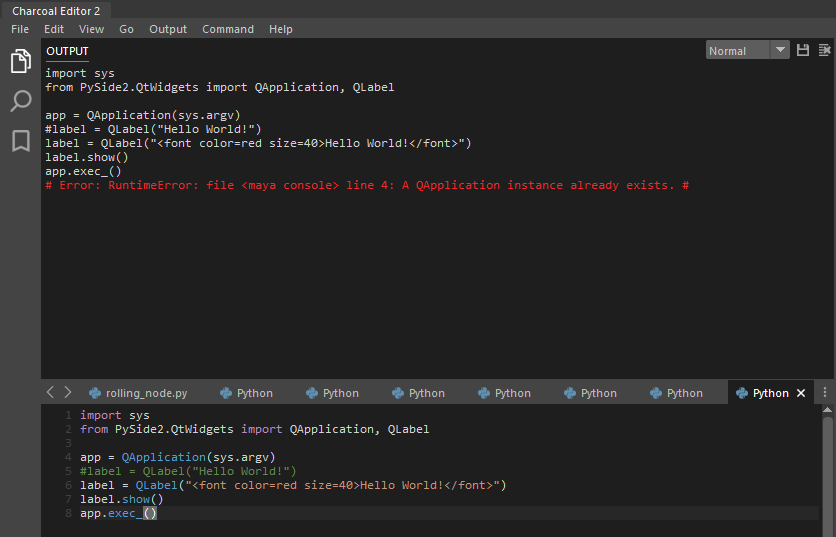 Charcoal Editor 2
File Edit View Go Output Command Help
OUTPUT
Normal
import sys
from PySide2.QtWidgets import QApplication, QLabel
app = QApplication(sys.argv)
#label = QLabel("Hello World!")
label = QLabel("<font color=red size=40>Hello World!</font>")
label.show()
app.exec_()
# Error: RuntimeError: file <maya console> line 4: A QApplication instance already exists. #
rolling_node.py Python Python Python Python Python Python Python
1 import sys
2 from PySide2.QtWidgets import QApplication, QLabel
3
4 app = QApplication(sys.argv)
5 #label = QLabel("Hello World!")
6 label = QLabel("<font color=red size=40>Hello World!</font>")
7 label.show()
8 app.exec_()